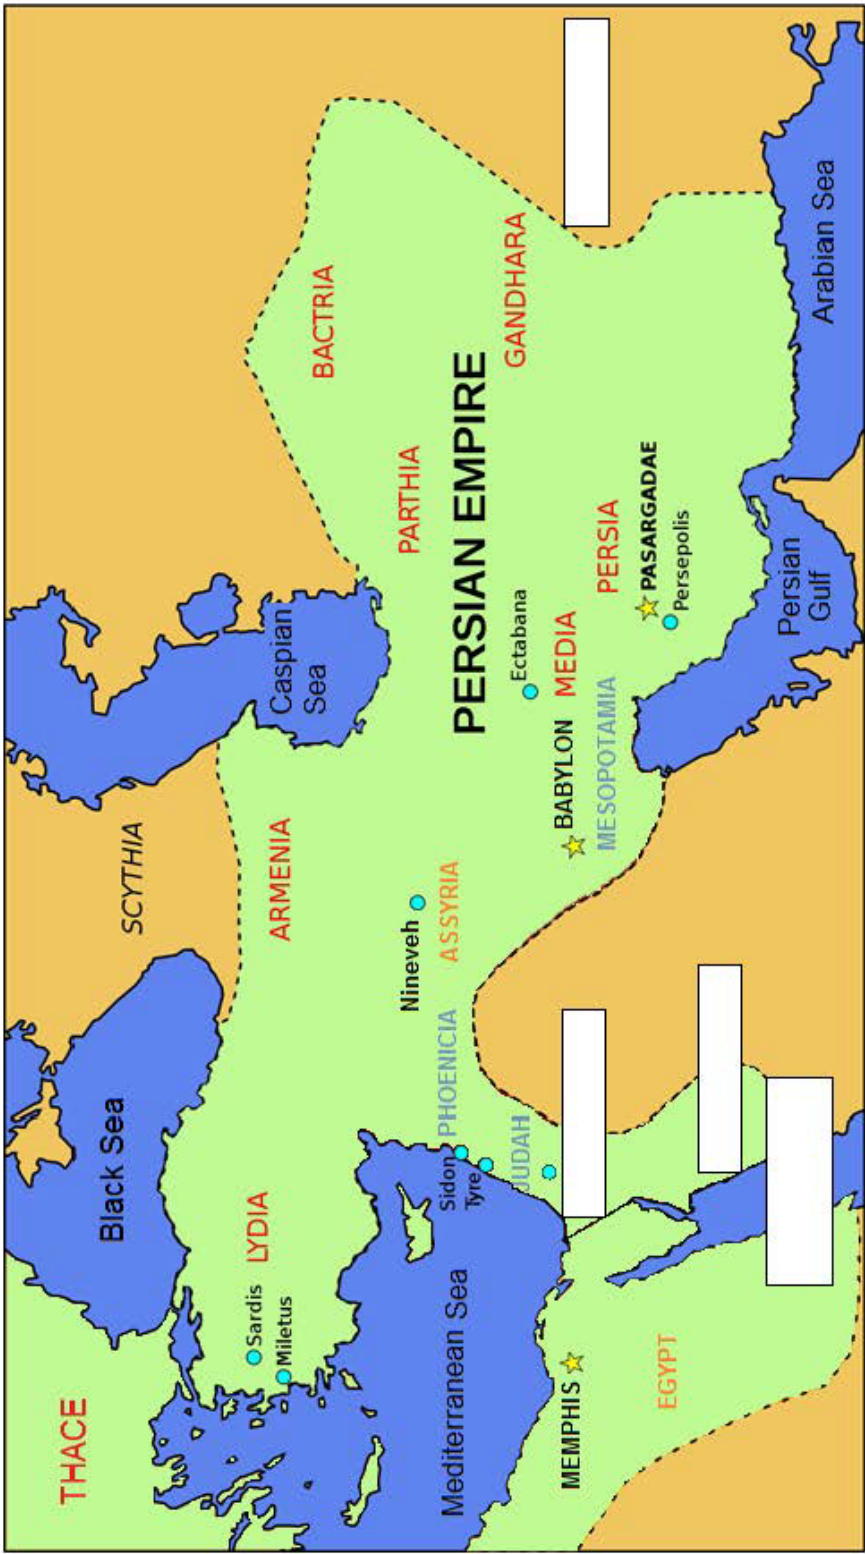 THACE
Black Sea
SCYTHIA
Caspian
Sea
Sardis
LYDIA
Miletus
ARMENIA
BACTRIA
PARTHIA
Nineveh
ASSYRIA
PERSIAN EMPIRE
GANDHARA
Mediterranean Sea
Sidon
Tyre
PHOENICIA
JUDAH
Ectabana
MEDIA
BABYLON
MESOPOTAMIA
PERSIA
PASARGADAE
Persepolis
MEMPHIS
EGYPT
Persian
Gulf
Arabian Sea